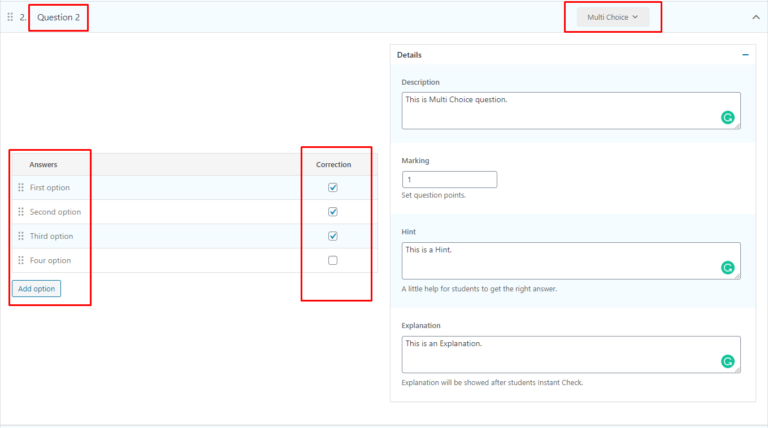 2. Question 2
Multi Choice
Details
Description
This is Multi Choice question.
Answers
Correction
First option
Second option
Third option
Four option
Add option
Marking
1
Set question points.
Hint
This is a Hint.
A little help for students to get the right answer.
Explanation
This is an Explanation.
Explanation will be showed after students Instant Check.